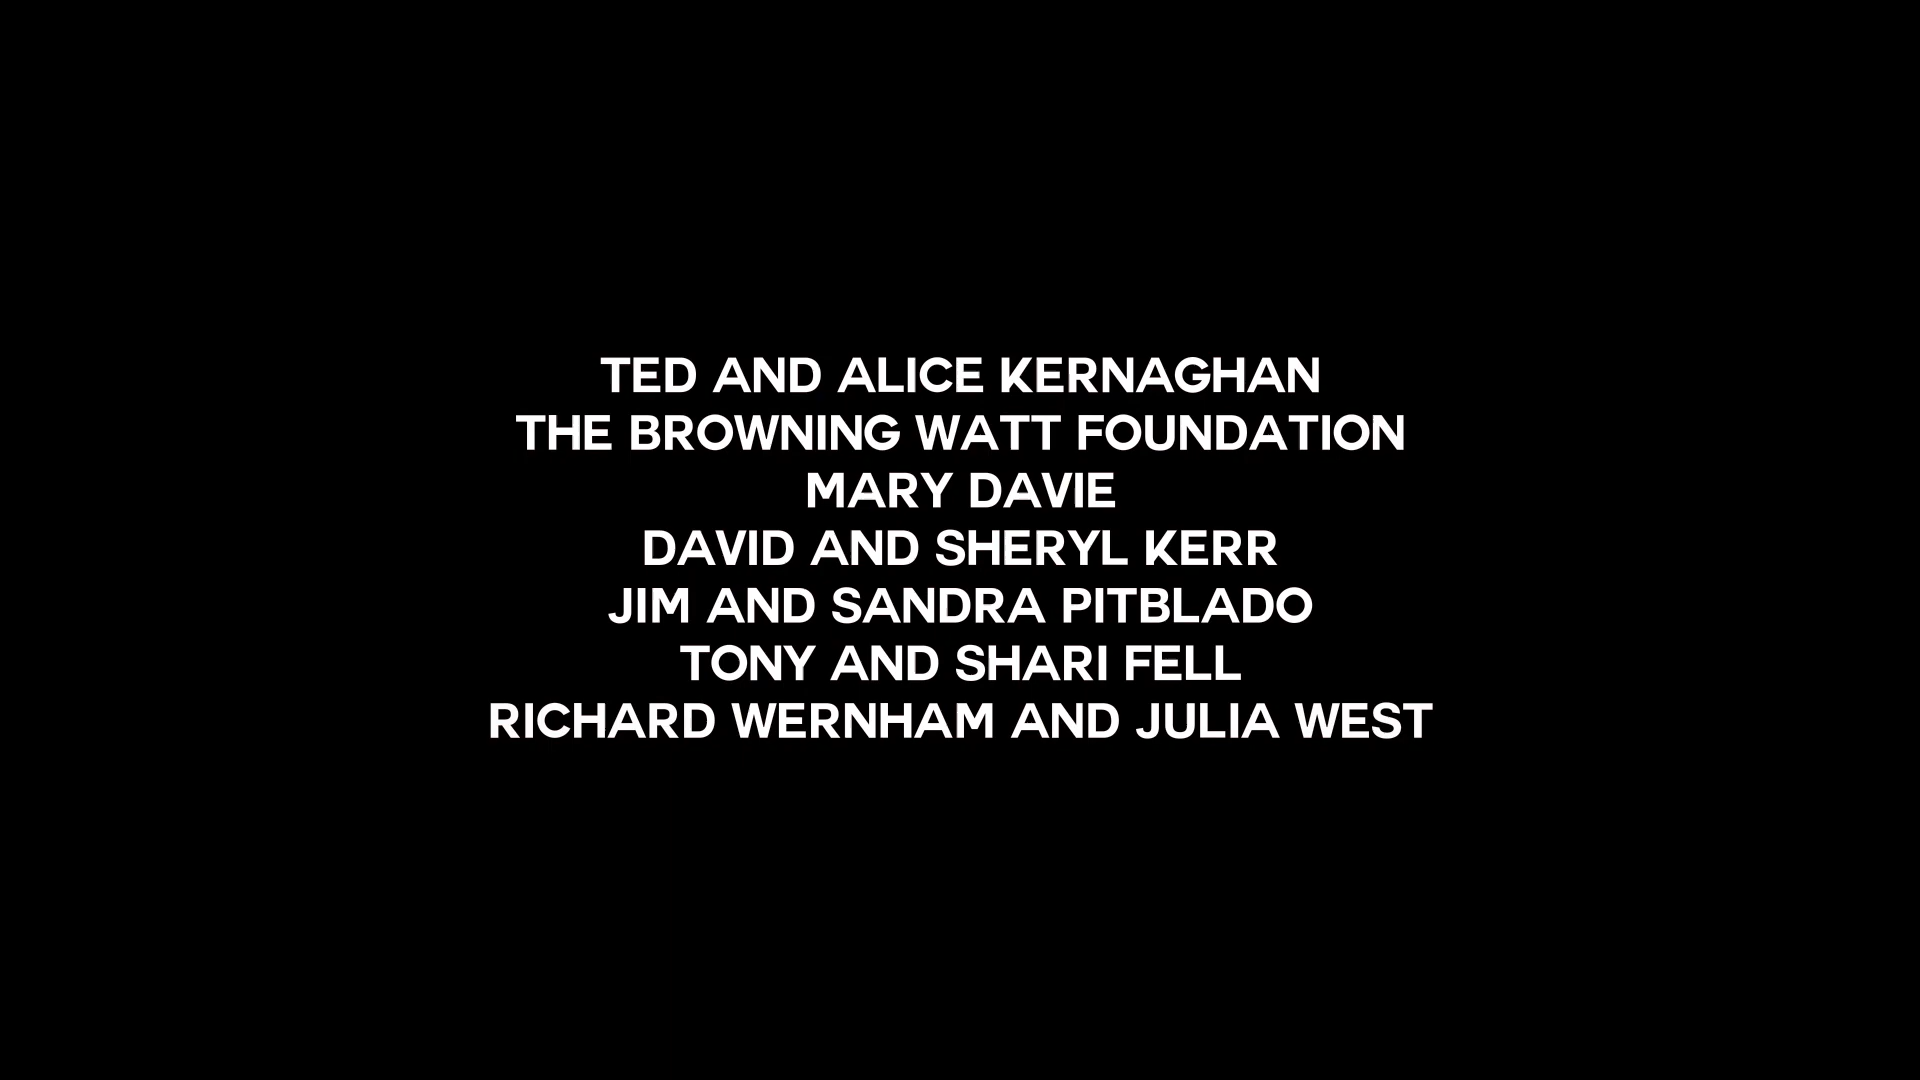 TED AND ALICE KERNAGHAN
THE BROWNING WATT FOUNDATION
MARY DAVIE
DAVID AND SHERYL KERR
JIM AND SANDRA PITBLADO
TONY AND SHARI FELL
RICHARD WERNHAM AND JULIA WEST